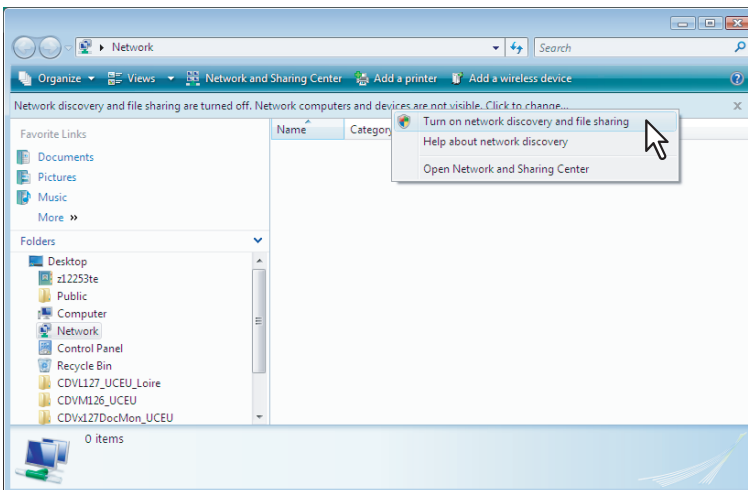 Network
Search
Organize Views Network and Sharing Center Add a printer Add a wireless device
Network discovery and file sharing are turned off. Network computers and devices are not visible. Click to change...
Turn on network discovery and file sharing
Help about network discovery
Open Network and Sharing Center
Favorite Links
Name Category
Documents
Pictures
Music
More »
Folders
Desktop
z12253te
Public
Computer
Network
Control Panel
Recycle Bin
CDVL127_UCEU_Loire
CDVM126_UCEU
CDVx127DocMon_UCEU
0 items